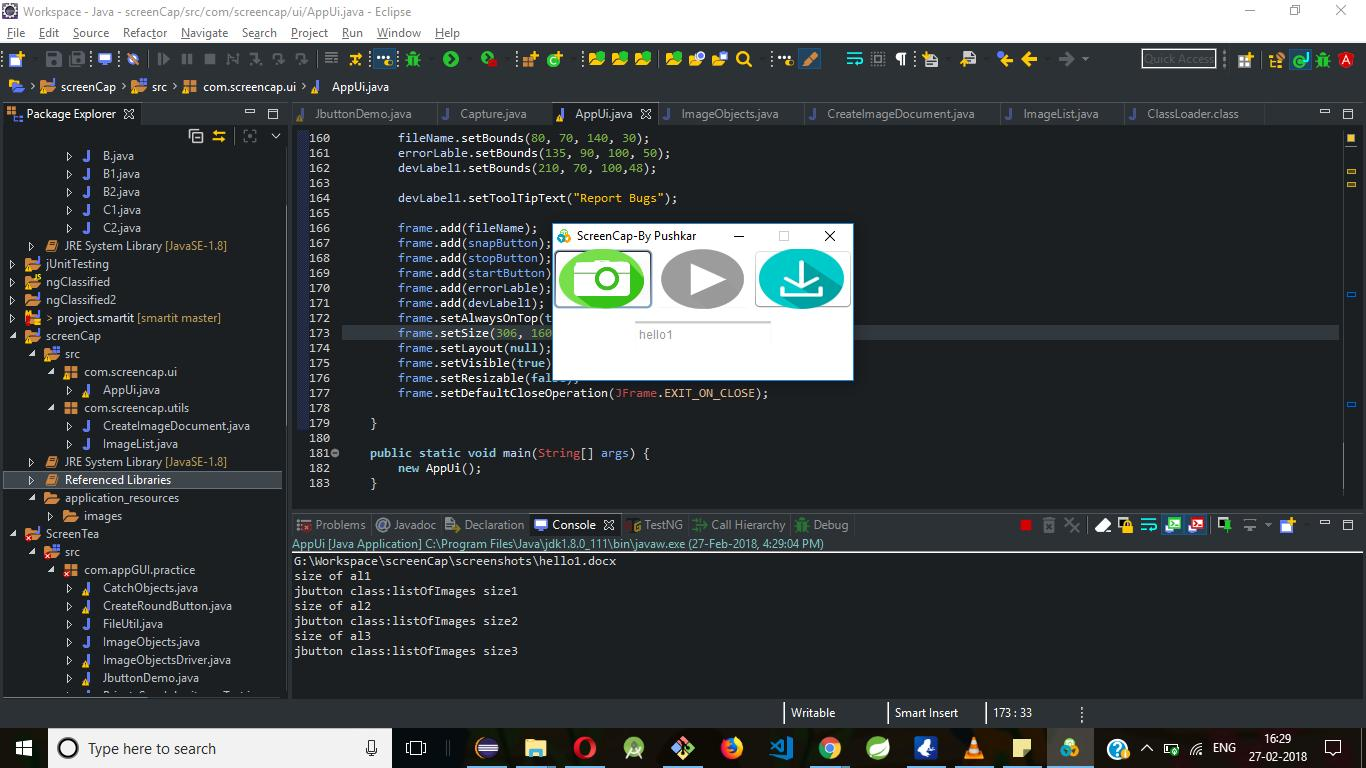 Workspace - Java - screenCap/src/com/screencap/ui/AppUi.java - Eclipse
File Edit Source Refactor Navigate Search Project Run Window Help
Quick Access
screenCap src com.screencap.ui AppUi.java
Package Explorer
JbuttonDemo.java Capture.java AppUi.java ImageObjects.java CreateImageDocument.java ImageList.java ClassLoader.class
B.java
B1.java
B2.java
C1.java
C2.java
JRE System Library [JavaSE-1.8]
jUnitTesting
ngClassified
ngClassified2
> project.smartit [smartit master]
screenCap
src
com.screencap.ui
AppUi.java
com.screencap.utils
CreateImageDocument.java
ImageList.java
JRE System Library [JavaSE-1.8]
Referenced Libraries
application_resources
images
ScreenTea
src
com.appGUI.practice
CatchObjects.java
CreateRoundButton.java
FileUtil.java
ImageObjects.java
ImageObjectsDriver.java
JbuttonDemo.java
160 fileName.setBounds(80, 70, 140, 30);
161 errorLable.setBounds(135, 90, 100, 50);
162 devLabel1.setBounds(210, 70, 100,48);
163
164 devLabel1.setToolTipText("Report Bugs");
165
166 frame.add(fileName);
167 frame.add(snapButton);
168 frame.add(stopButton);
169 frame.add(startButton)
170 frame.add(errorLable);
171 frame.add(devLabel1);
172 frame.setAlwaysOnTop(t
173 frame.setSize(306, 160
174 frame.setLayout(null);
175 frame.setVisible(true)
176 frame.setResizable(false);
177 frame.setDefaultCloseOperation(JFrame.EXIT_ON_CLOSE);
178
179 }
180
181 public static void main(String[] args) {
182 new AppUi();
183 }
ScreenCap-By Pushkar
hello1
Problems Javadoc Declaration Console TestNG Call Hierarchy Debug
AppUi [Java Application] C:\Program Files\Java\jdk1.8.0_111\bin\javaw.exe (27-Feb-2018, 4:29:04 PM)
G:\Workspace\screenCap\screenshots\hello1.docx
size of al1
jbutton class:listOfImages size1
size of al2
jbutton class:listOfImages size2
size of al3
jbutton class:listOfImages size3
Writable Smart Insert 173 : 33
Type here to search
ENG
16:29
27-02-2018